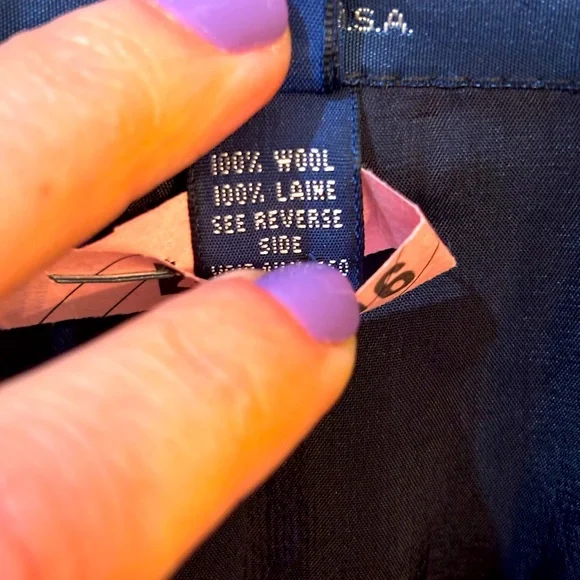 .S.A.
100% WOOL
100% LAINE
SEE REVERSE
SIDE